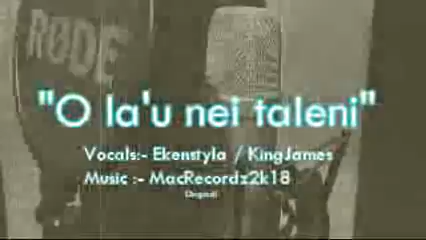 RØDE
"O la'u nei taleni"
Vocals:- Ekenstyla / KingJames
Music :- MacRecordz2k18